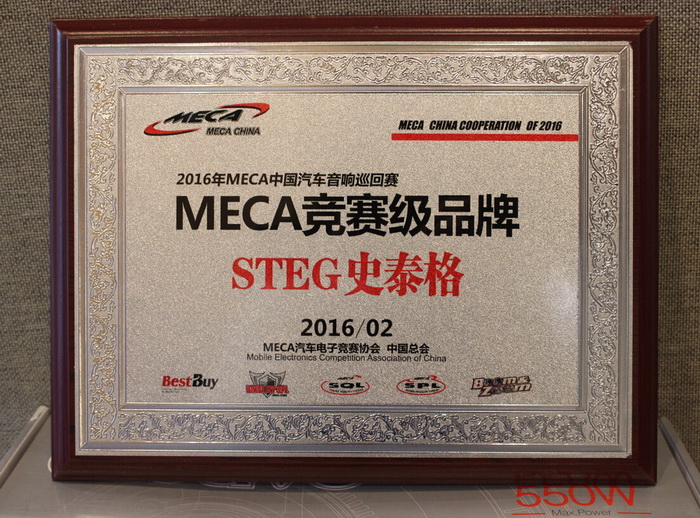 MECA
MECA CHINA
MECA CHINA COOPERATION OF 2016
2016年MECA中国汽车音响巡回赛
MECA竞赛级品牌
STEG史泰格
2016/02
MECA汽车电子竞赛协会 中国总会
Mobile Electronics Competition Association of China
BestBuy
SQL
SPL
Boom & Zoom
550W
Max.Power